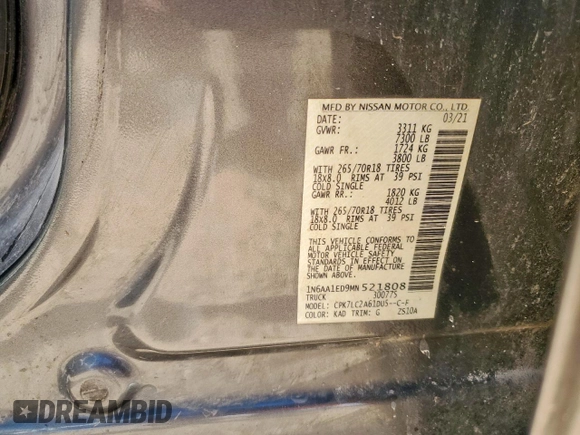 MFD BY NISSAN MOTOR CO., LTD.
DATE: 03/21
GVWR: 3311 KG
7300 LB
GAWR FR.: 1724 KG
3800 LB
WITH 265/70R18 TIRES
18x8.0 RIMS AT 39 PSI
COLD SINGLE
GAWR RR.: 1820 KG
4012 LB
WITH 265/70R18 TIRES
18x8.0 RIMS AT 39 PSI
COLD SINGLE
THIS VEHICLE CONFORMS TO
ALL APPLICABLE FEDERAL
MOTOR VEHICLE SAFETY
STANDARDS IN EFFECT ON THE
DATE OF MANUFACTURE
SHOWN ABOVE.
1N6AA1ED9MN521808
TRUCK 30077S
MODEL: CPK7LC2A61DUS--C-F
COLOR: KAD TRIM: G ZS10A
DREAMBID